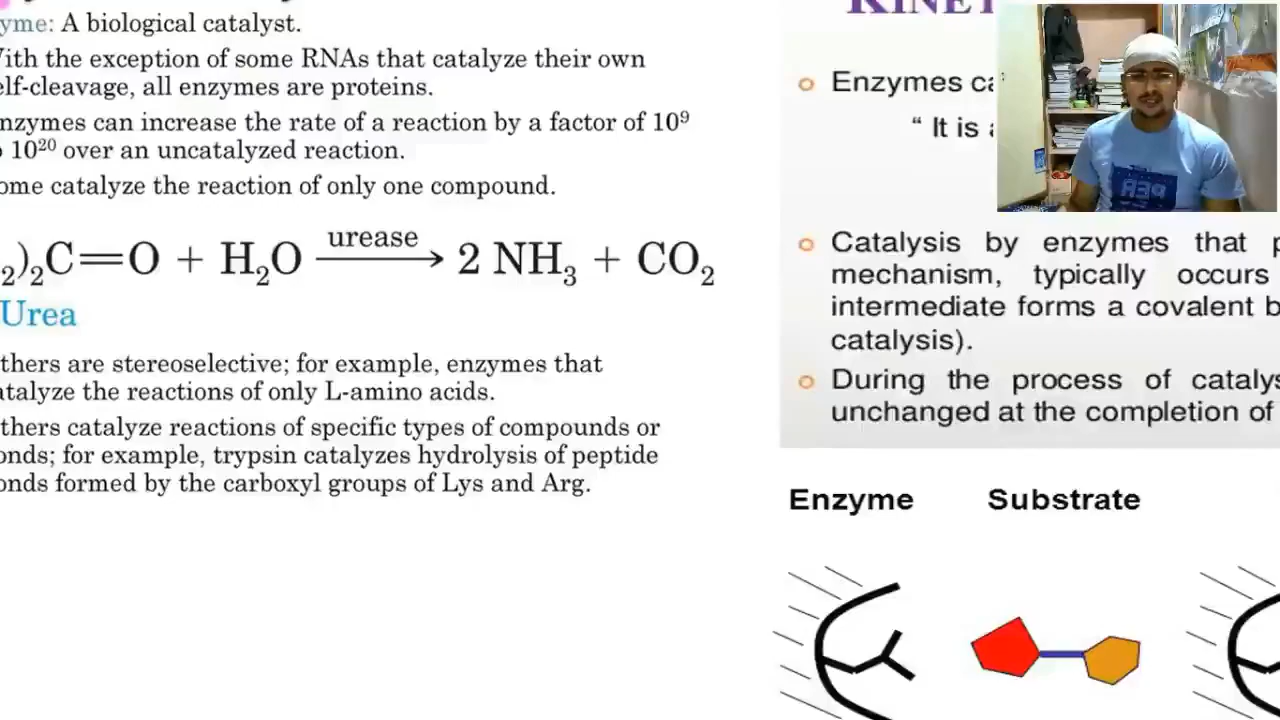 yme: A biological catalyst.
ith the exception of some RNAs that catalyze their own
elf-cleavage, all enzymes are proteins.
nzymes can increase the rate of a reaction by a factor of 10⁹
10²⁰ over an uncatalyzed reaction.
ome catalyze the reaction of only one compound.
₂)₂C=O + H₂O urease→ 2 NH₃ + CO₂
Urea
thers are stereoselective; for example, enzymes that
atalyze the reactions of only L-amino acids.
thers catalyze reactions of specific types of compounds or
onds; for example, trypsin catalyzes hydrolysis of peptide
onds formed by the carboxyl groups of Lys and Arg.
KINET
Enzymes ca
“ It is a
Catalysis by enzymes that p
mechanism, typically occurs
intermediate forms a covalent b
catalysis).
During the process of catalys
unchanged at the completion of
Enzyme Substrate